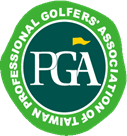 PROFESSIONAL GOLFERS' ASSOCIATION OF TAIWAN
PGA